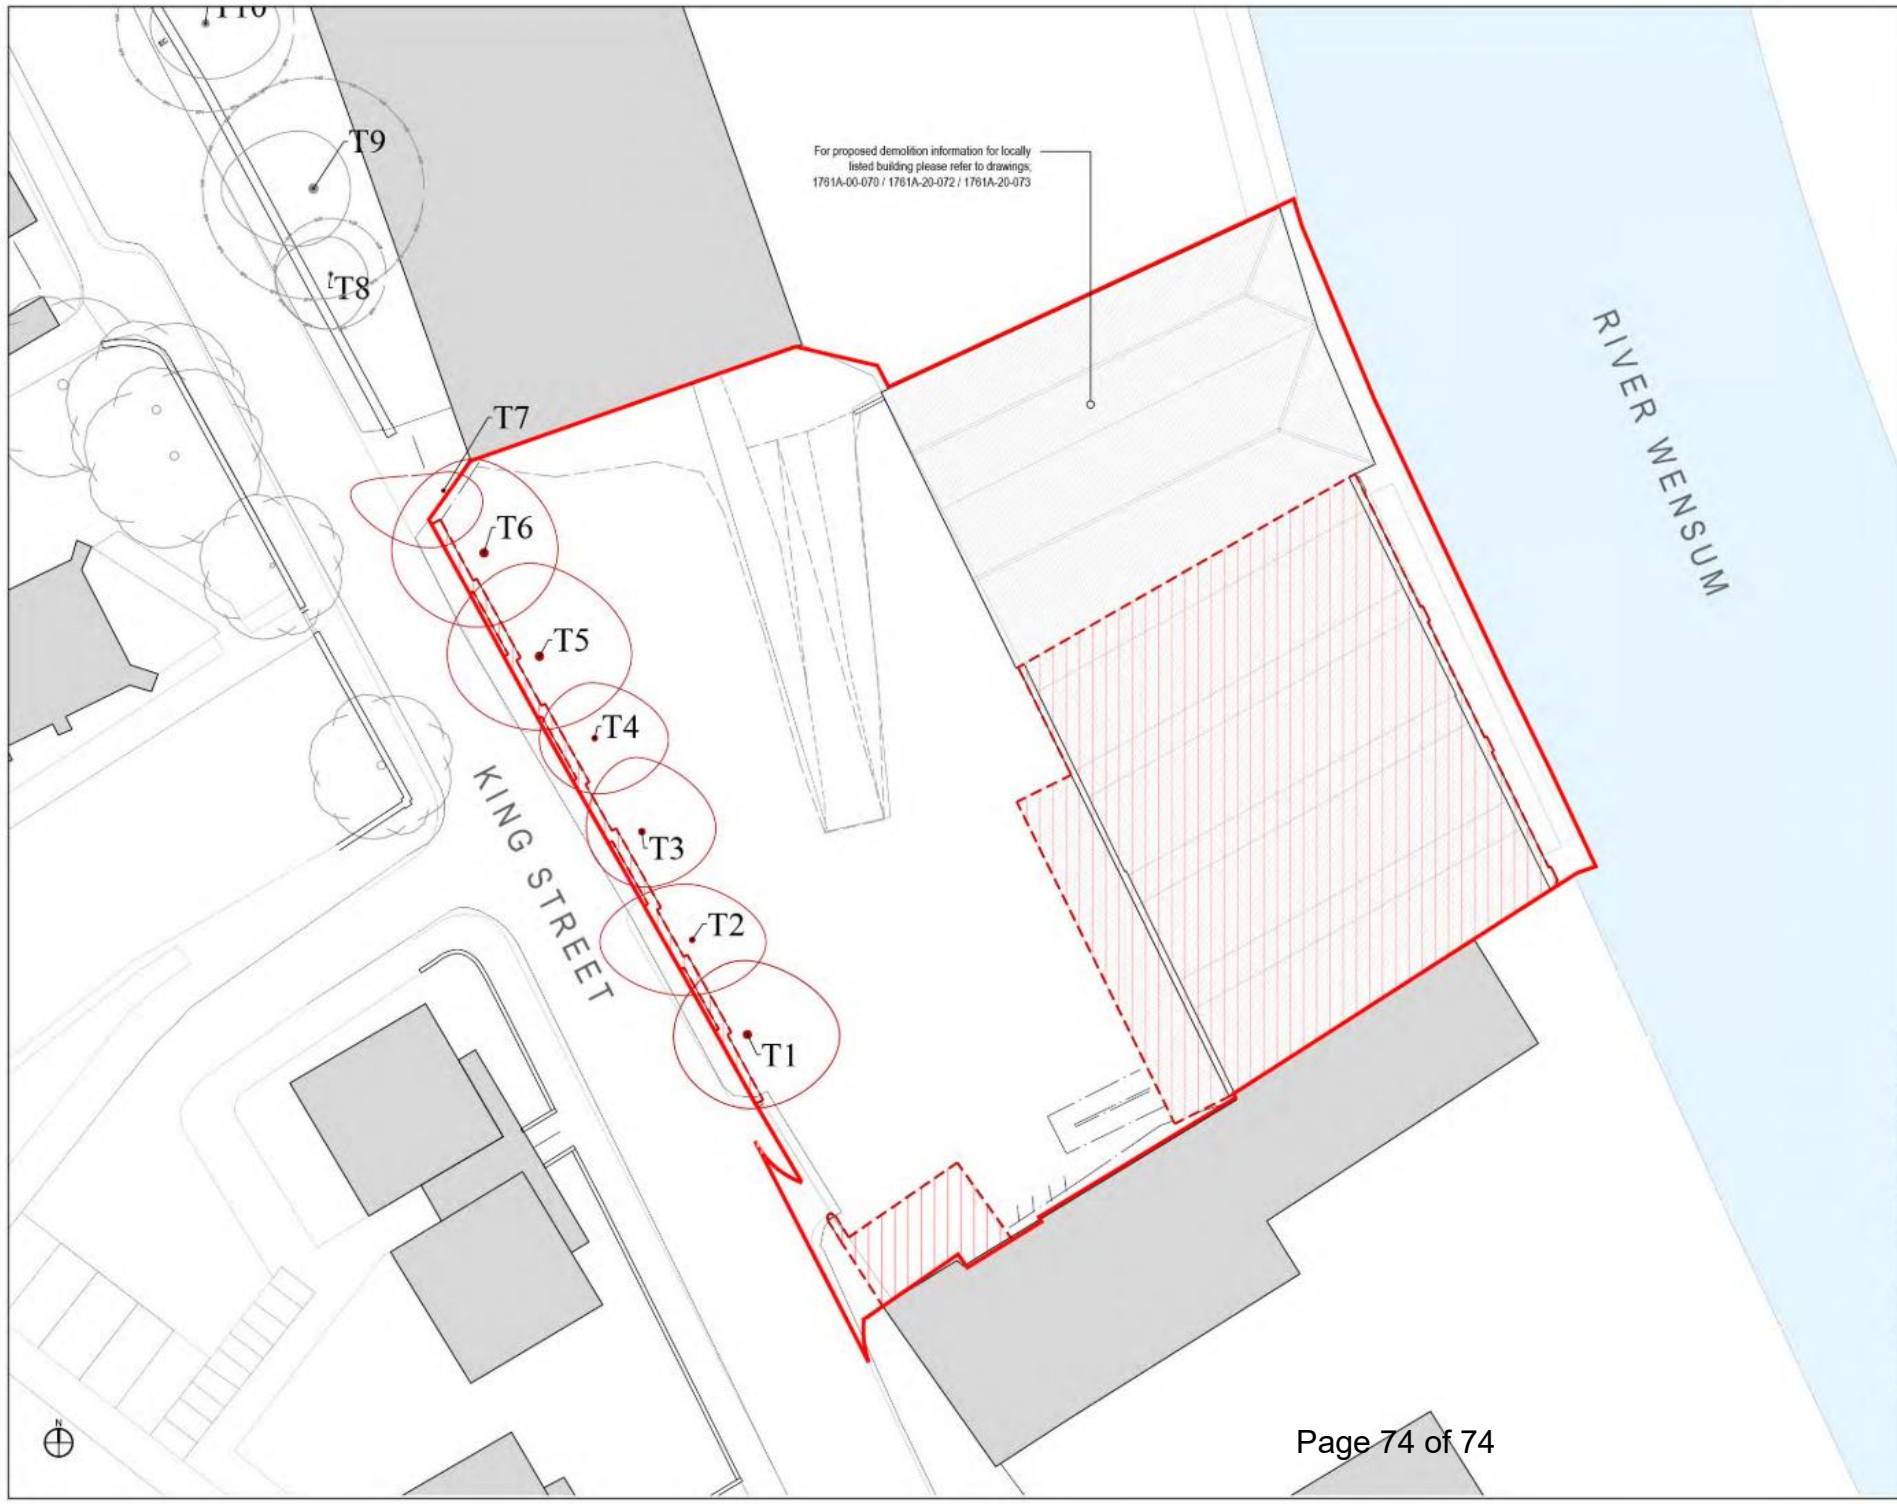 T10
T9
T8
For proposed demolition information for locally
listed building please refer to drawings;
1761A-00-070 / 1761A-20-072 / 1761A-20-073
RIVER WENSUM
T7
T6
T5
T4
T3
T2
T1
KING STREET
N
Page 74 of 74